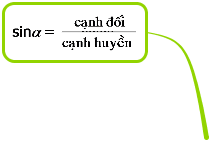 sinα = cạnh đối / cạnh huyền